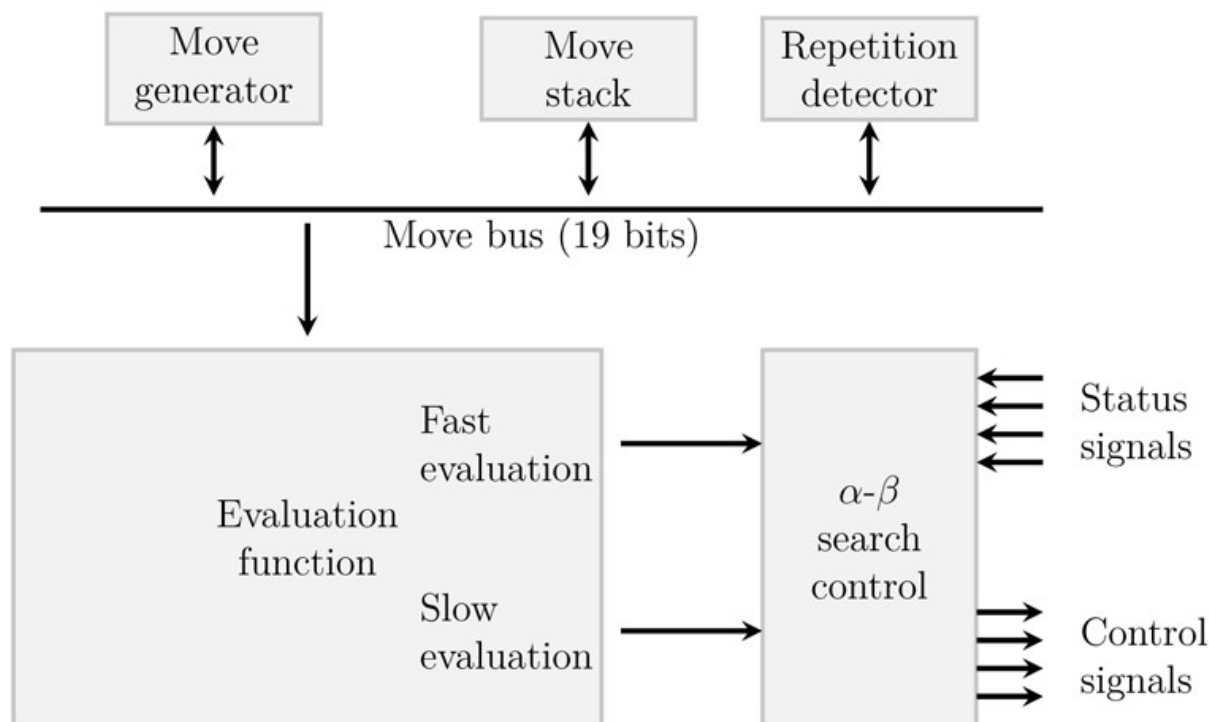 Move
generator
Move
stack
Repetition
detector
Move bus (19 bits)
Fast
evaluation
Evaluation
function
Slow
evaluation
α-β
search
control
Status
signals
Control
signals